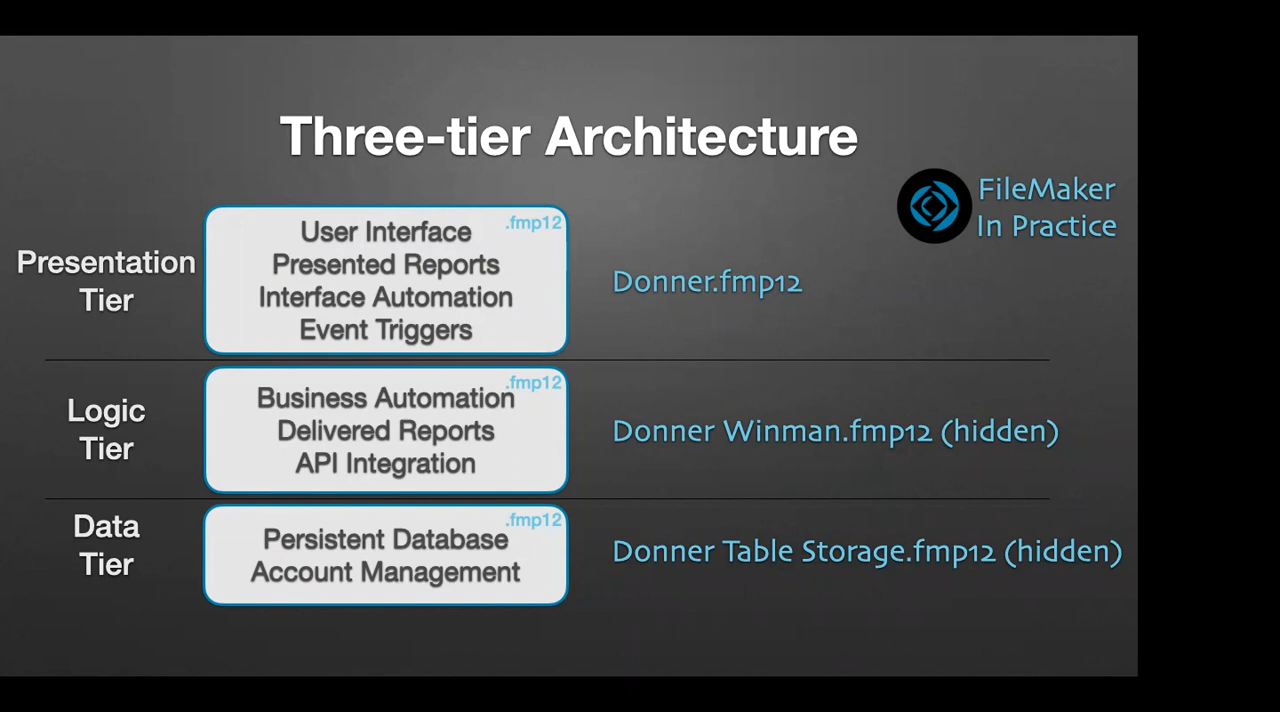 Three-tier Architecture
FileMaker
In Practice
Presentation
Tier
.fmp12
User Interface
Presented Reports
Interface Automation
Event Triggers
Donner.fmp12
Logic
Tier
.fmp12
Business Automation
Delivered Reports
API Integration
Donner Winman.fmp12 (hidden)
Data
Tier
.fmp12
Persistent Database
Account Management
Donner Table Storage.fmp12 (hidden)